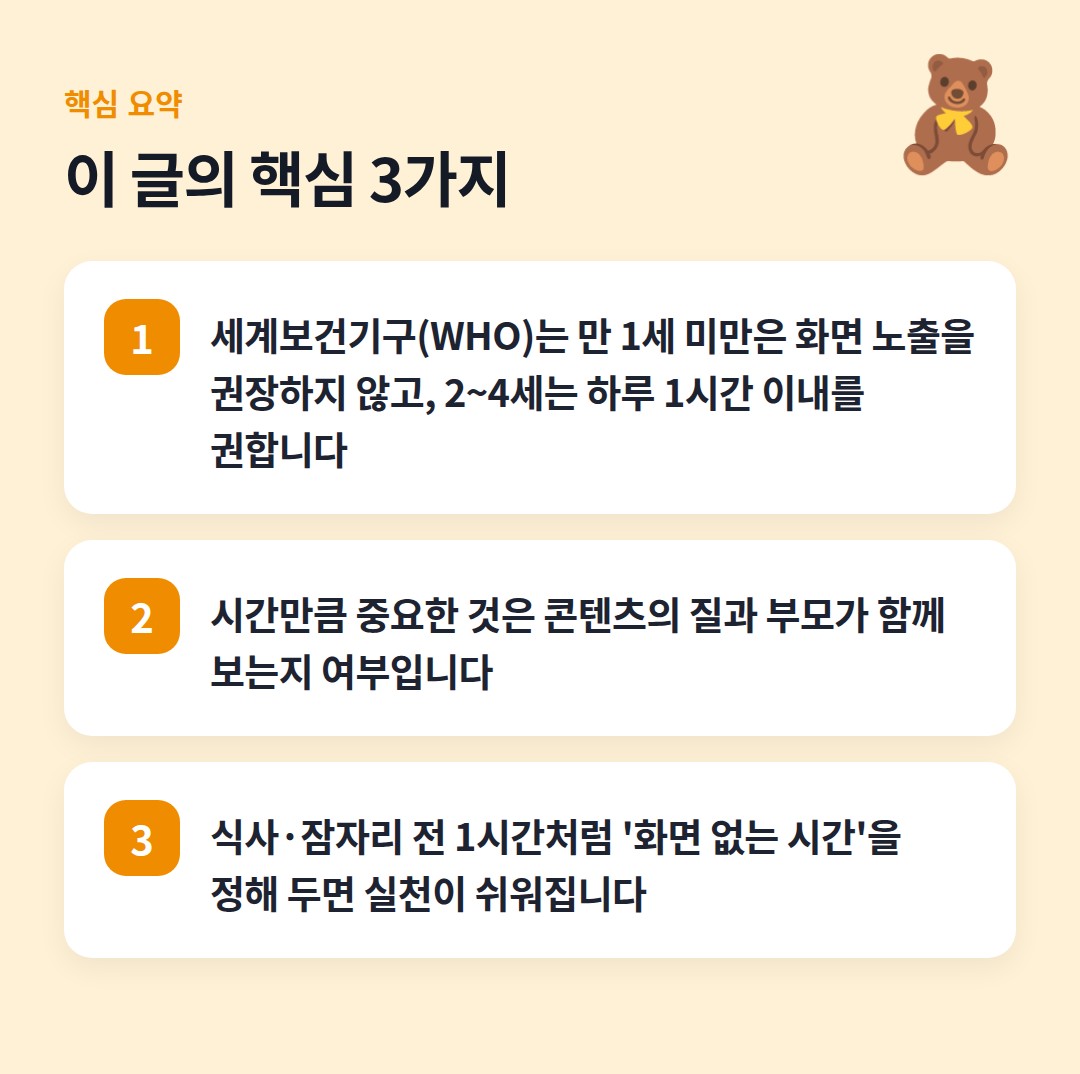 핵심 요약
이 글의 핵심 3가지
1
세계보건기구(WHO)는 만 1세 미만은 화면 노출을
권장하지 않고, 2~4세는 하루 1시간 이내를
권합니다
2
시간만큼 중요한 것은 콘텐츠의 질과 부모가 함께
보는지 여부입니다
3
식사·잠자리 전 1시간처럼 '화면 없는 시간'을
정해 두면 실천이 쉬워집니다